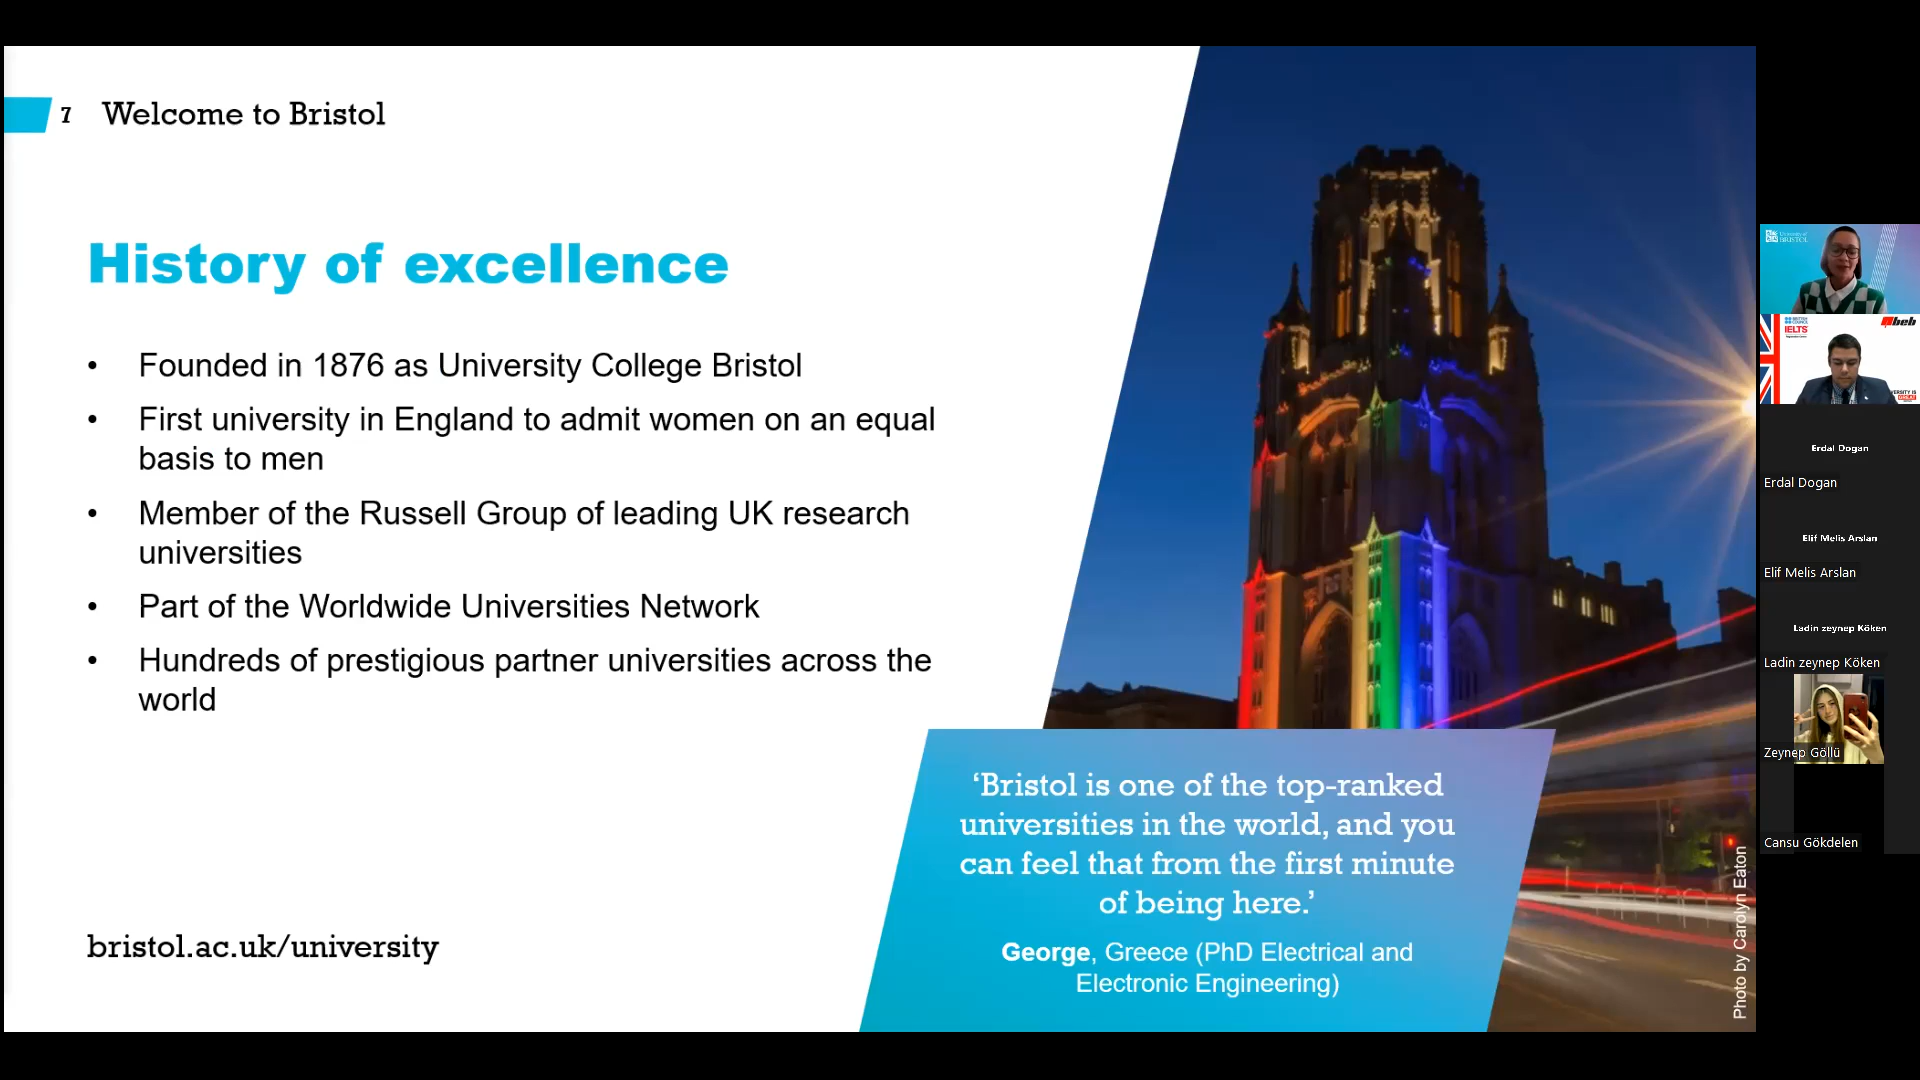 7 Welcome to Bristol
History of excellence
• Founded in 1876 as University College Bristol
• First university in England to admit women on an equal
basis to men
• Member of the Russell Group of leading UK research
universities
• Part of the Worldwide Universities Network
• Hundreds of prestigious partner universities across the
world
bristol.ac.uk/university
‘Bristol is one of the top-ranked
universities in the world, and you
can feel that from the first minute
of being here.’
George, Greece (PhD Electrical and
Electronic Engineering)
Photo by Carolyn Eaton
University of
BRISTOL
IELTS
beb
Erdal Dogan
Erdal Dogan
Elif Melis Arslan
Elif Melis Arslan
Ladin zeynep Köken
Ladin zeynep Köken
Zeynep Göllü
Cansu Gökdelen